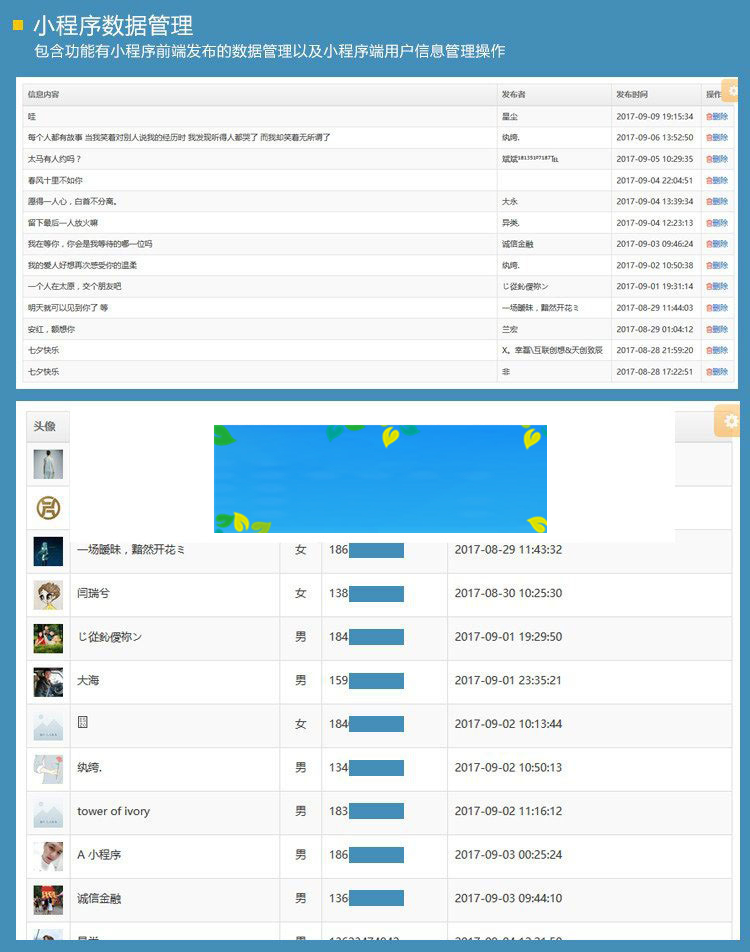 小程序数据管理
包含功能有小程序前端发布的数据管理以及小程序端用户信息管理操作
信息内容 发布者 发布时间 操作
哇 星尘 2017-09-09 19:15:34 删除
每个人都有故事 当我笑着对别人说我的经历时 我发现听得人都哭了 而我却笑着无所谓了 纨绔. 2017-09-06 13:52:50 删除
太马有人约吗？ 斌斌 2017-09-05 10:29:35 删除
春风十里不如你 2017-09-04 22:04:51 删除
愿得一人心，白首不分离。 大永 2017-09-04 13:39:34 删除
留下最后一人放火嘛 异类. 2017-09-04 12:23:13 删除
我在等你，你会是我等待的哪一位吗 诚信金融 2017-09-03 09:46:24 删除
我的爱人好想再次感受你的温柔 纨绔. 2017-09-02 10:50:38 删除
一个人在太原，交个朋友吧 じ從鈊僾祢ン 2017-09-01 19:31:14 删除
明天就可以见到你了 等 一场曖昧，黯然开花ミ 2017-08-29 11:44:03 删除
安红，额想你 兰宏 2017-08-29 01:04:12 删除
七夕快乐 X。幸磊\互联创想&天创致辰 2017-08-28 21:59:20 删除
七夕快乐 非 2017-08-28 17:22:51 删除
头像
一场曖昧，黯然开花ミ 女 186 2017-08-29 11:43:32
闫瑞兮 女 138 2017-08-30 10:25:30
じ從鈊僾祢ン 男 184 2017-09-01 19:29:50
大海 男 159 2017-09-01 23:35:21
女 184 2017-09-02 10:13:44
纨绔. 男 134 2017-09-02 10:50:13
tower of ivory 男 183 2017-09-02 11:16:12
A 小程序 男 186 2017-09-03 00:25:24
诚信金融 男 136 2017-09-03 09:44:10